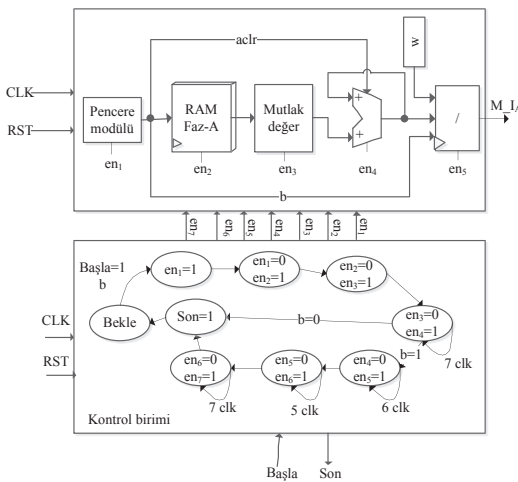 aclr
w
CLK
RST
Pencere
modülü
RAM
Faz-A
Mutlak
değer
+
+
/
M_IA
en₁
en₂
en₃
en₄
en₅
b
en₇
en₆
en₅
en₄
en₃
en₂
en₁
Başla=1
b
en₁=1
en₁=0
en₂=1
en₂=0
en₃=1
CLK
Bekle
Son=1
b=0
en₃=0
en₄=1
RST
b=1
7 clk
en₆=0
en₇=1
en₅=0
en₆=1
en₄=0
en₅=1
7 clk
5 clk
6 clk
Kontrol birimi
Başla
Son